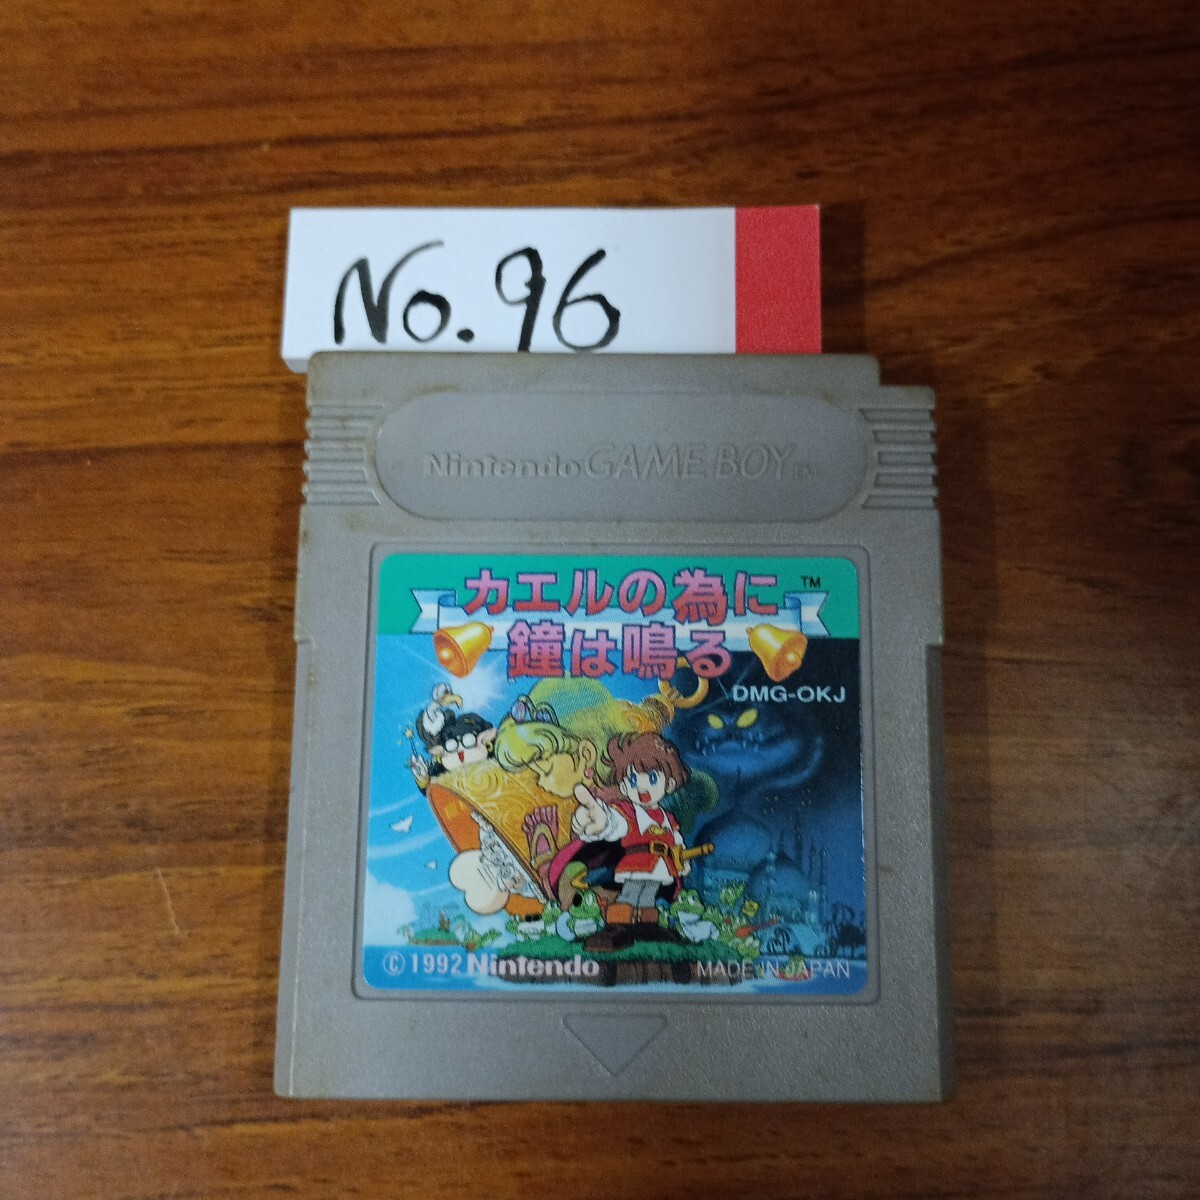 No.96
Nintendo GAME BOY TM
カエルの為に TM
鐘は鳴る
DMG-OKJ
© 1992 Nintendo MADE IN JAPAN